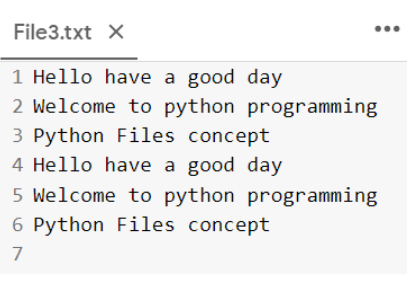 File3.txt ×
1 Hello have a good day
2 Welcome to python programming
3 Python Files concept
4 Hello have a good day
5 Welcome to python programming
6 Python Files concept
7